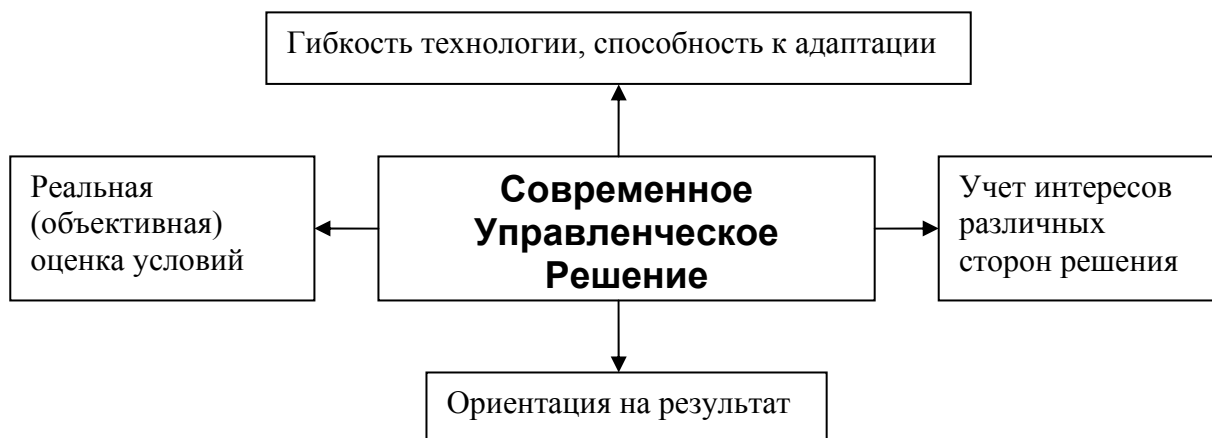 Гибкость технологии, способность к адаптации
Реальная
(объективная)
оценка условий
Современное
Управленческое
Решение
Учет интересов
различных
сторон решения
Ориентация на результат